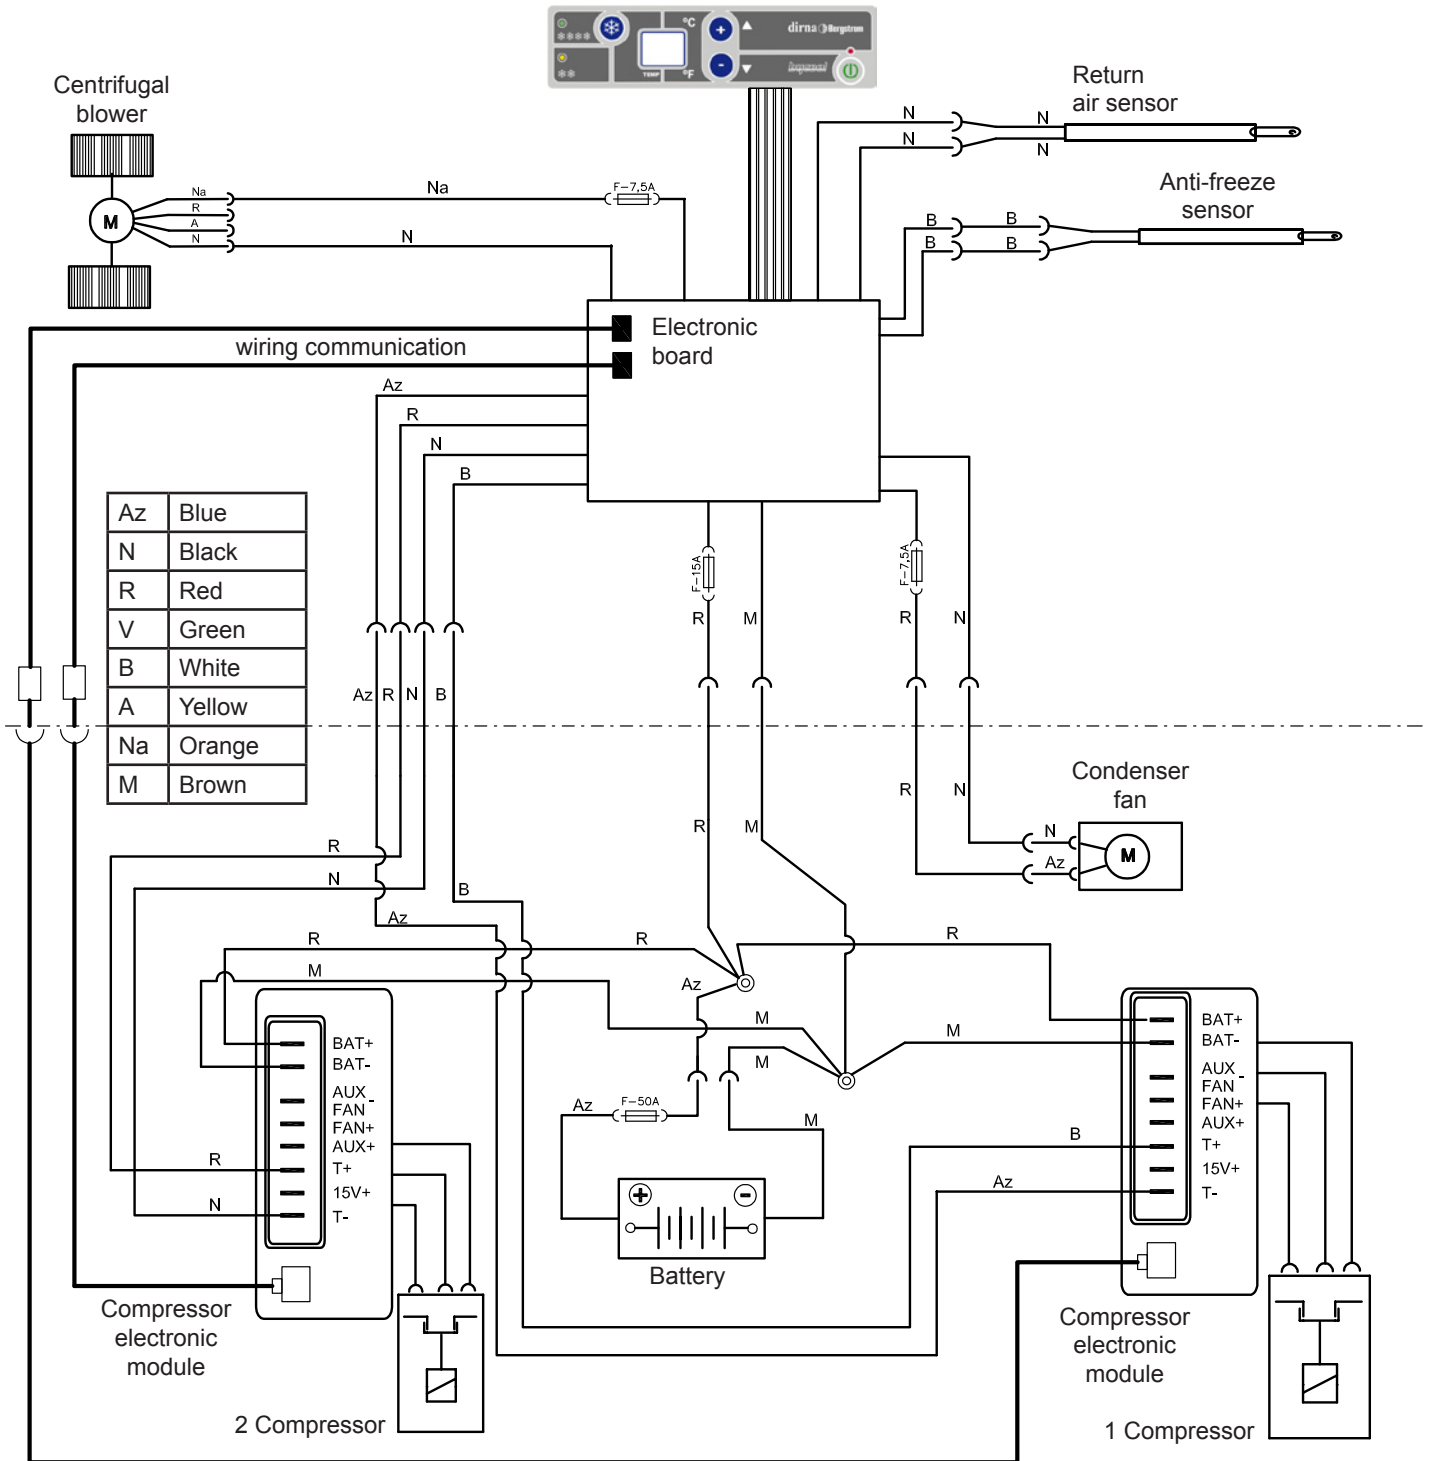 °C
dirna Bergstrom
TEMP
°F
Centrifugal
blower
Return
air sensor
N
N
N
N
Anti-freeze
sensor
Na
R
A
N
M
Na
F-7,5A
N
B
B
B
B
Electronic
board
wiring communication
Az
R
N
B
Az Blue
N Black
R Red
V Green
B White
A Yellow
Na Orange
M Brown
F-15A
F-7,5A
R
M
R
N
Az
R
N
B
R
N
R
M
Condenser
fan
N
Az
M
R
N
B
Az
R
R
R
M
Az
M
M
M
BAT+
BAT-
AUX
FAN -
FAN+
AUX+
T+
15V+
T-
R
N
Az
F-50A
M
+
-
Battery
BAT+
BAT-
AUX
FAN -
FAN+
AUX+
T+
15V+
T-
B
Az
Compressor
electronic
module
2 Compressor
Compressor
electronic
module
1 Compressor